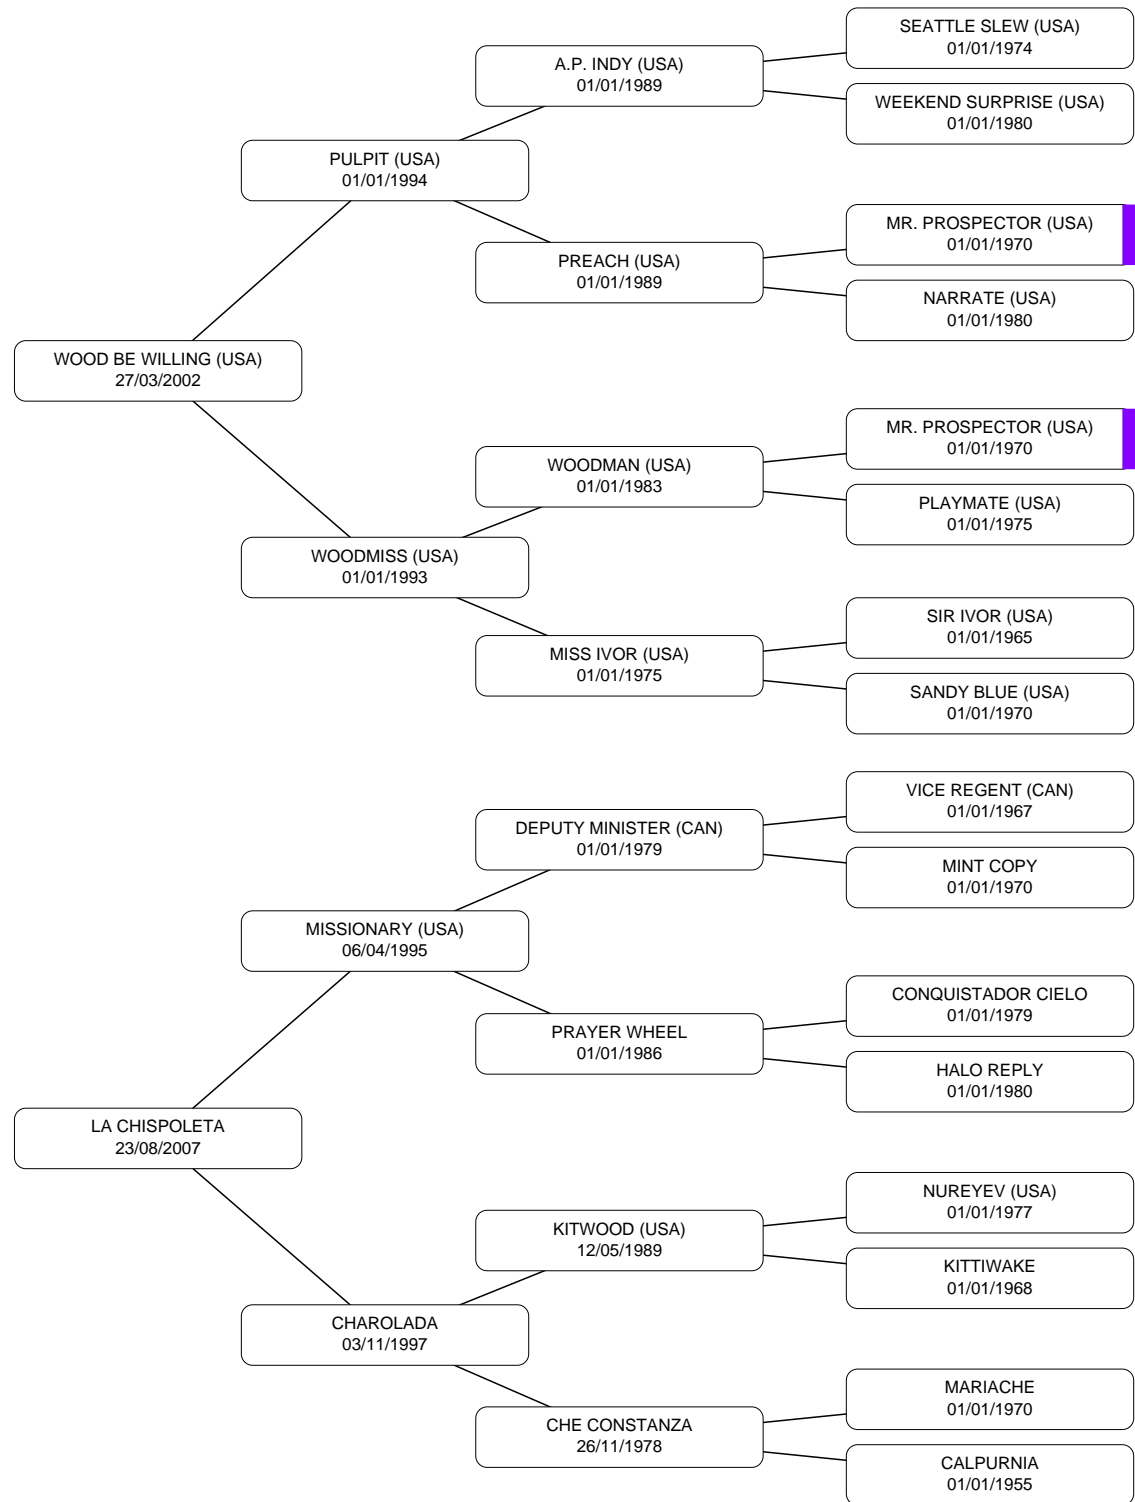 SEATTLE SLEW (USA)
01/01/1974
A.P. INDY (USA)
01/01/1989
WEEKEND SURPRISE (USA)
01/01/1980
PULPIT (USA)
01/01/1994
MR. PROSPECTOR (USA)
01/01/1970
PREACH (USA)
01/01/1989
NARRATE (USA)
01/01/1980
WOOD BE WILLING (USA)
27/03/2002
MR. PROSPECTOR (USA)
01/01/1970
WOODMAN (USA)
01/01/1983
PLAYMATE (USA)
01/01/1975
WOODMISS (USA)
01/01/1993
SIR IVOR (USA)
01/01/1965
MISS IVOR (USA)
01/01/1975
SANDY BLUE (USA)
01/01/1970
VICE REGENT (CAN)
01/01/1967
DEPUTY MINISTER (CAN)
01/01/1979
MINT COPY
01/01/1970
MISSIONARY (USA)
06/04/1995
CONQUISTADOR CIELO
01/01/1979
PRAYER WHEEL
01/01/1986
HALO REPLY
01/01/1980
LA CHISPOLETA
23/08/2007
NUREYEV (USA)
01/01/1977
KITWOOD (USA)
12/05/1989
KITTIWAKE
01/01/1968
CHAROLADA
03/11/1997
MARIACHE
01/01/1970
CHE CONSTANZA
26/11/1978
CALPURNIA
01/01/1955